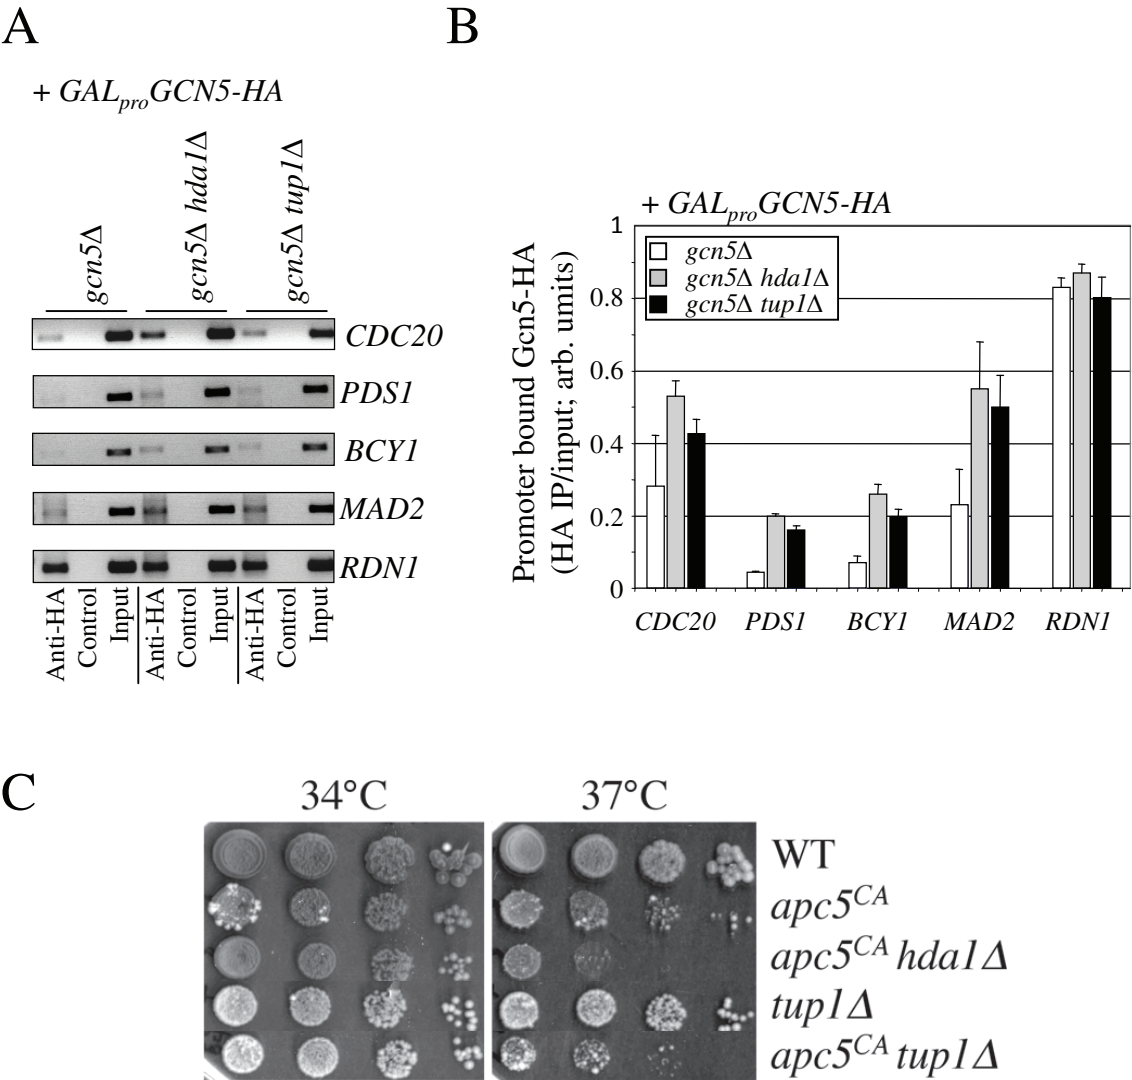 A
+ GALproGCN5-HA
gcn5Δ
gcn5Δ hda1Δ
gcn5Δ tup1Δ
CDC20
PDS1
BCY1
MAD2
RDN1
Anti-HA
Control
Input
Anti-HA
Control
Input
Anti-HA
Control
Input
B
+ GALproGCN5-HA
Promoter bound Gcn5-HA
(HA IP/input; arb. umits)
1
0.8
0.6
0.4
0.2
0
gcn5Δ
gcn5Δ hda1Δ
gcn5Δ tup1Δ
CDC20
PDS1
BCY1
MAD2
RDN1
C
34°C
37°C
WT
apc5CA
apc5CA hda1Δ
tup1Δ
apc5CA tup1Δ